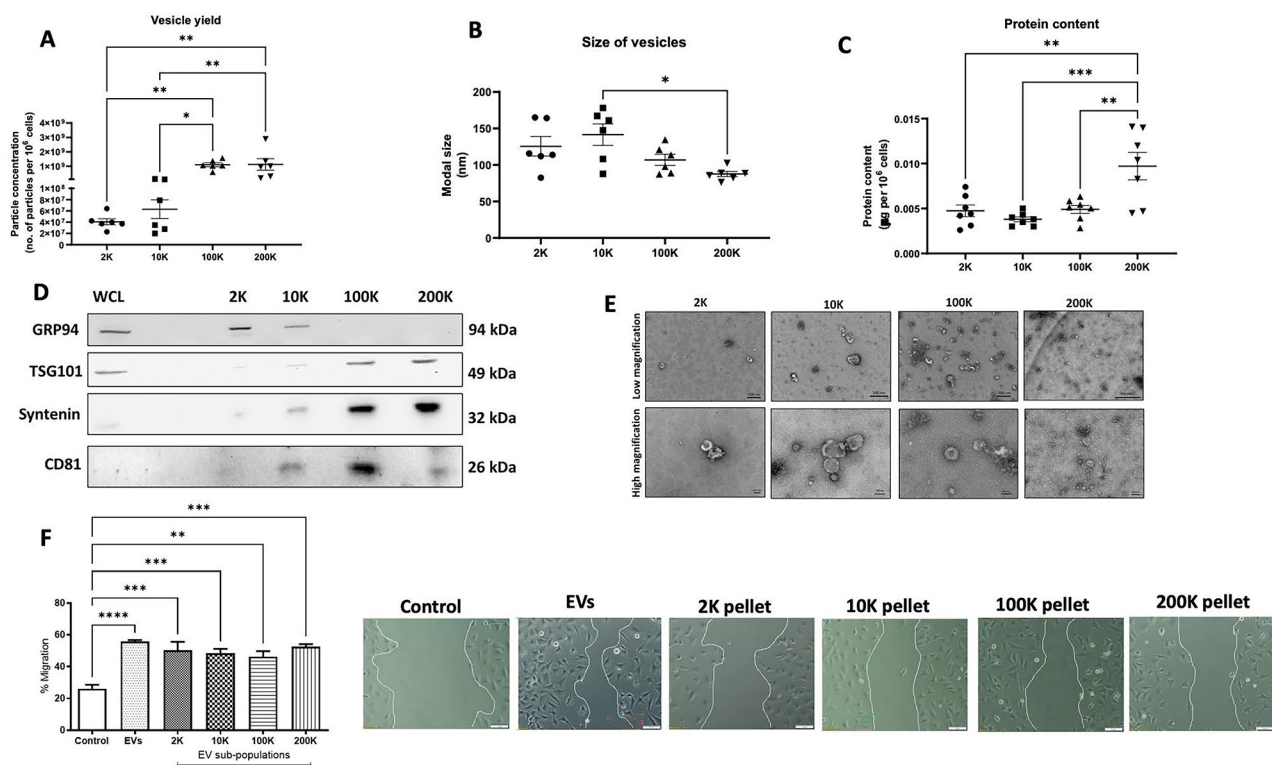 A
Vesicle yield
**
**
**
*
Particle concentration
(no. of particles per 10⁶ cells)
4×10⁹
3×10⁹
2×10⁹
1×10⁹
1×10⁸
8×10⁷
6×10⁷
4×10⁷
2×10⁷
0
2K 10K 100K 200K
B
Size of vesicles
*
Modal size
(nm)
200
150
100
50
0
2K 10K 100K 200K
C
Protein content
**
***
**
Protein content
per 10⁶ cells)
0.015
0.010
0.005
0.000
2K 10K 100K 200K
D
WCL 2K 10K 100K 200K
GRP94 94 kDa
TSG101 49 kDa
Syntenin 32 kDa
CD81 26 kDa
E
2K 10K 100K 200K
Low magnification
High magnification
F
***
**
***
***
****
% Migration
80
60
40
20
0
Control EVs 2K 10K 100K 200K
EV sub-populations
Control EVs 2K pellet 10K pellet 100K pellet 200K pellet